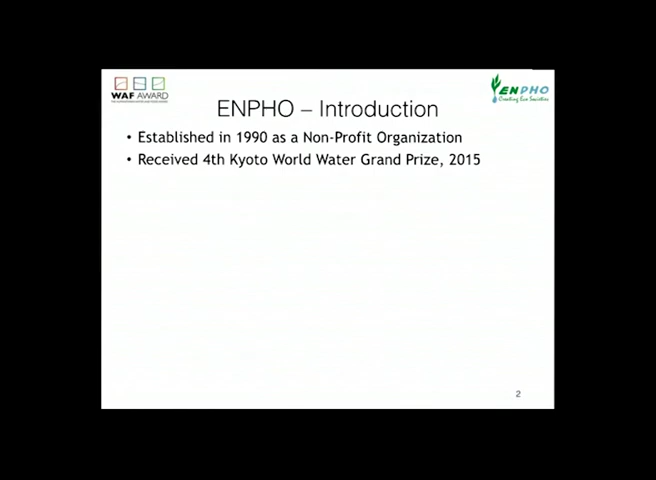 WAF AWARD
ENPHO
Creating Eco Societies
ENPHO – Introduction
• Established in 1990 as a Non-Profit Organization
• Received 4th Kyoto World Water Grand Prize, 2015
2